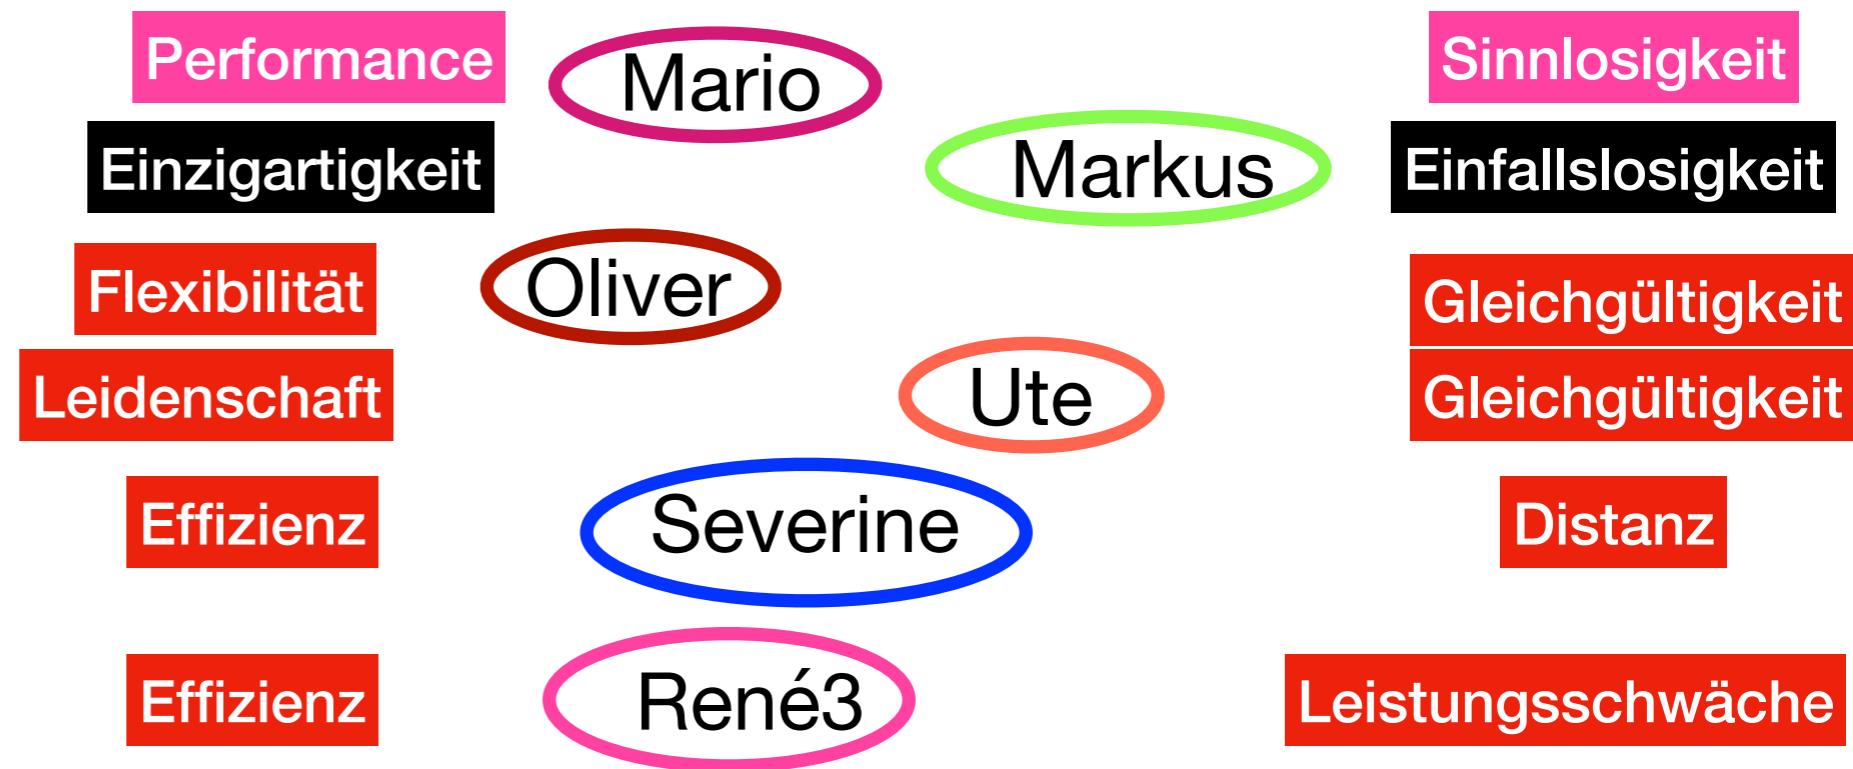 Performance Mario Sinnlosigkeit
Einzigartigkeit Markus Einfallslosigkeit
Flexibilität Oliver Gleichgültigkeit
Leidenschaft Ute Gleichgültigkeit
Effizienz Severine Distanz
Effizienz René3 Leistungsschwäche